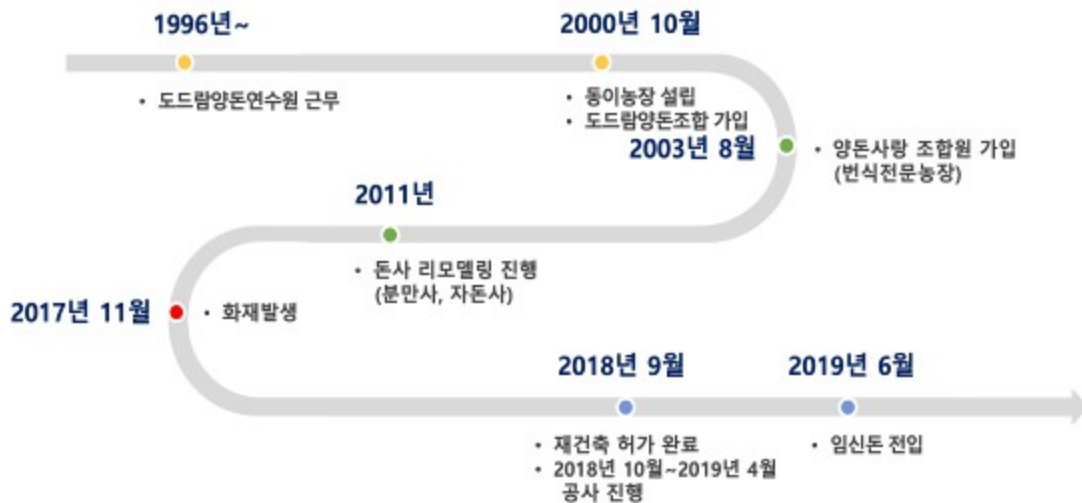 1996년~
• 도드람양돈연수원 근무
2000년 10월
• 동이농장 설립
• 도드람양돈조합 가입
2003년 8월
• 양돈사랑 조합원 가입
(번식전문농장)
2011년
• 돈사 리모델링 진행
(분만사, 자돈사)
2017년 11월
• 화재발생
2018년 9월
• 재건축 허가 완료
• 2018년 10월~2019년 4월
공사 진행
2019년 6월
• 임신돈 전입